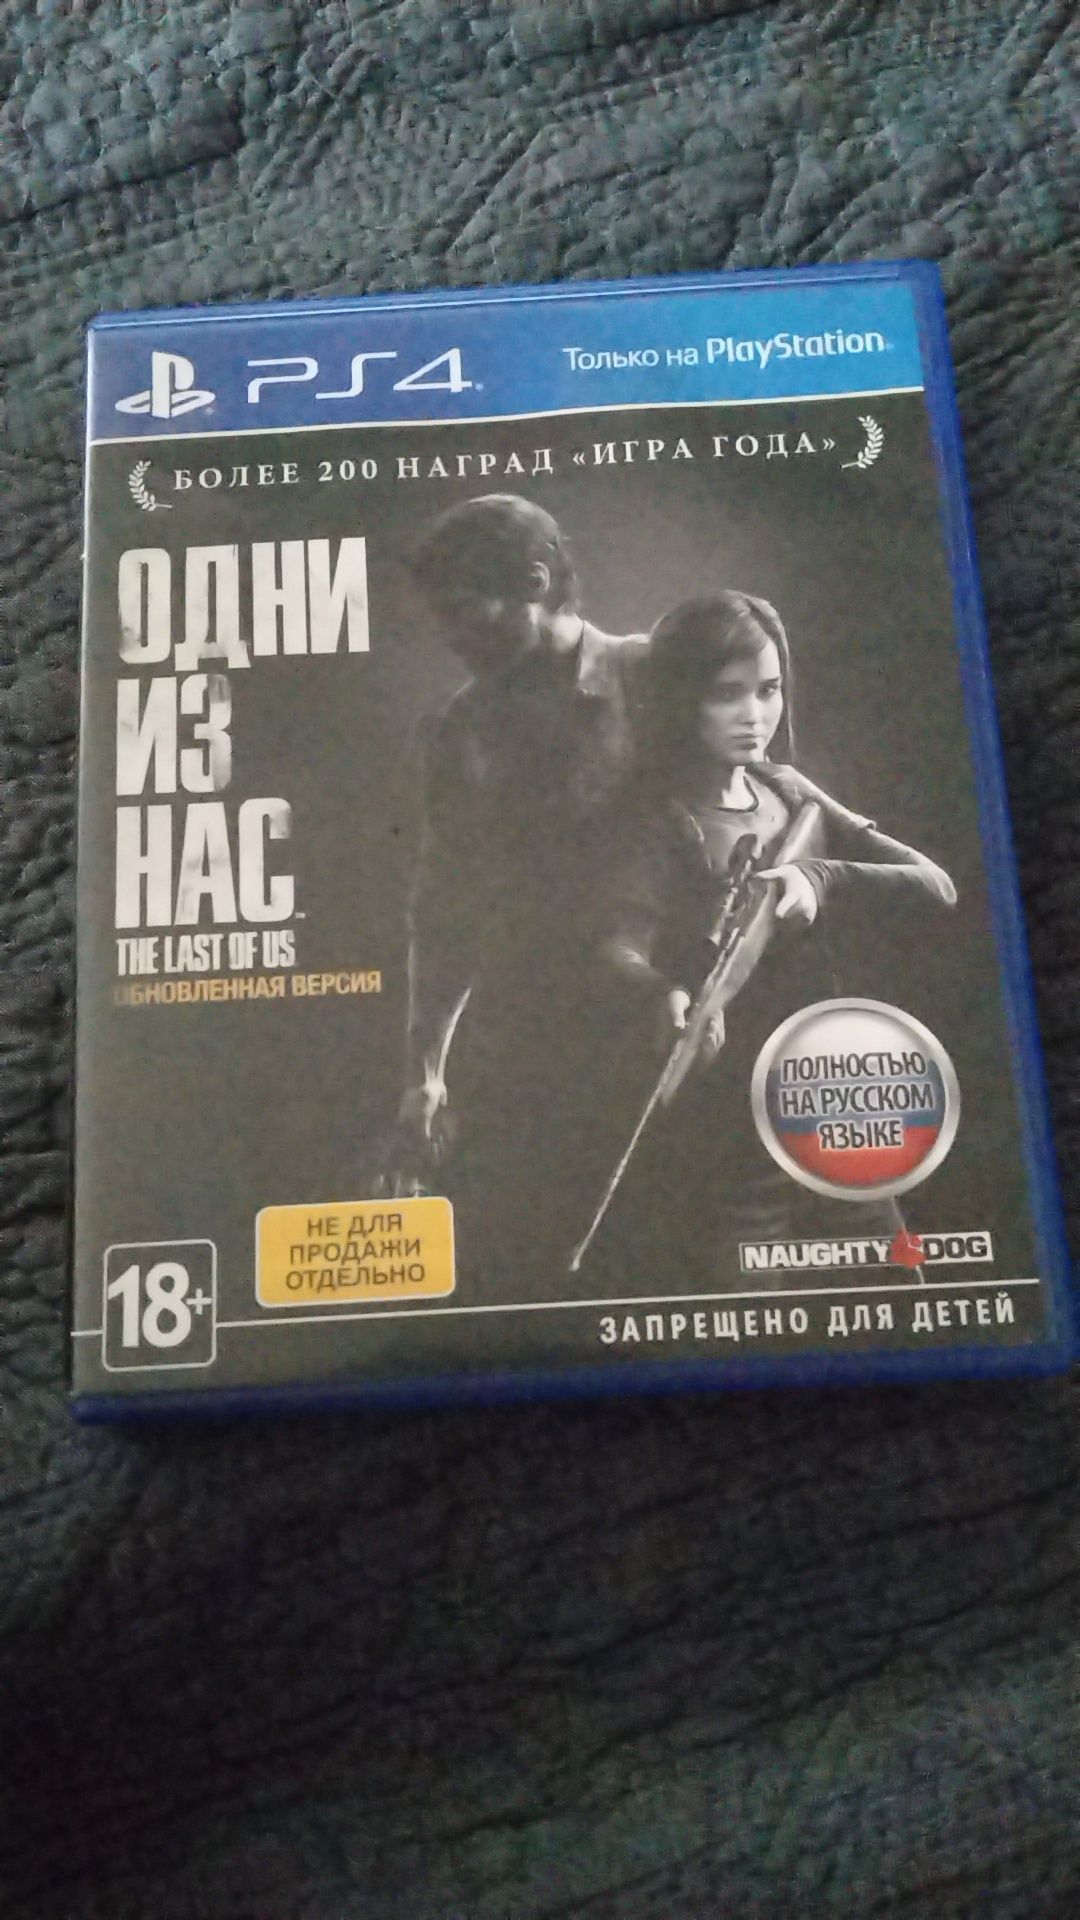 PS4
Только на PlayStation
БОЛЕЕ 200 НАГРАД «ИГРА ГОДА»
ОДНИ
ИЗ
НАС
THE LAST OF US
ОБНОВЛЕННАЯ ВЕРСИЯ
ПОЛНОСТЬЮ
НА РУССКОМ
ЯЗЫКЕ
НЕ ДЛЯ
ПРОДАЖИ
ОТДЕЛЬНО
NAUGHTY DOG
18+
ЗАПРЕЩЕНО ДЛЯ ДЕТЕЙ